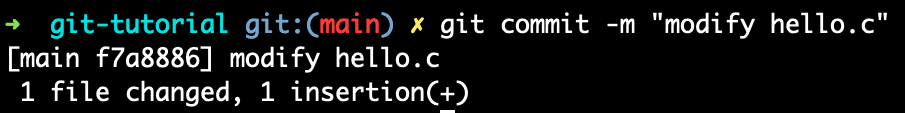 ➜  git-tutorial git:(main) ✗ git commit -m "modify hello.c"
[main f7a8886] modify hello.c
 1 file changed, 1 insertion(+)